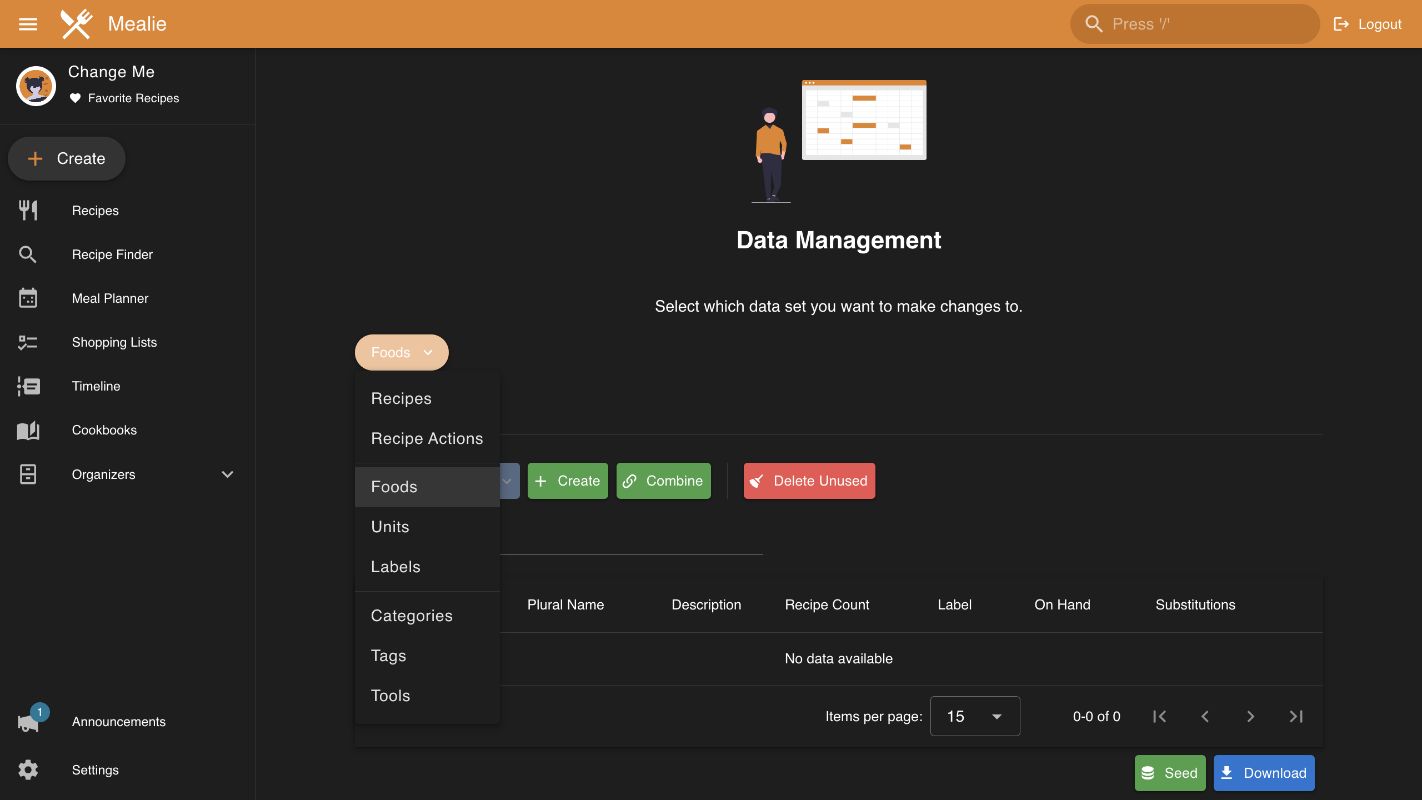 Mealie
Press '/'
Logout
Change Me
Favorite Recipes
Create
Recipes
Recipe Finder
Meal Planner
Shopping Lists
Timeline
Cookbooks
Organizers
1
Announcements
Settings
Data Management
Select which data set you want to make changes to.
Foods
Recipes
Recipe Actions
Foods
Units
Labels
Categories
Tags
Tools
Create
Combine
Delete Unused
Plural Name Description Recipe Count Label On Hand Substitutions
No data available
Items per page: 15 0-0 of 0
Seed
Download